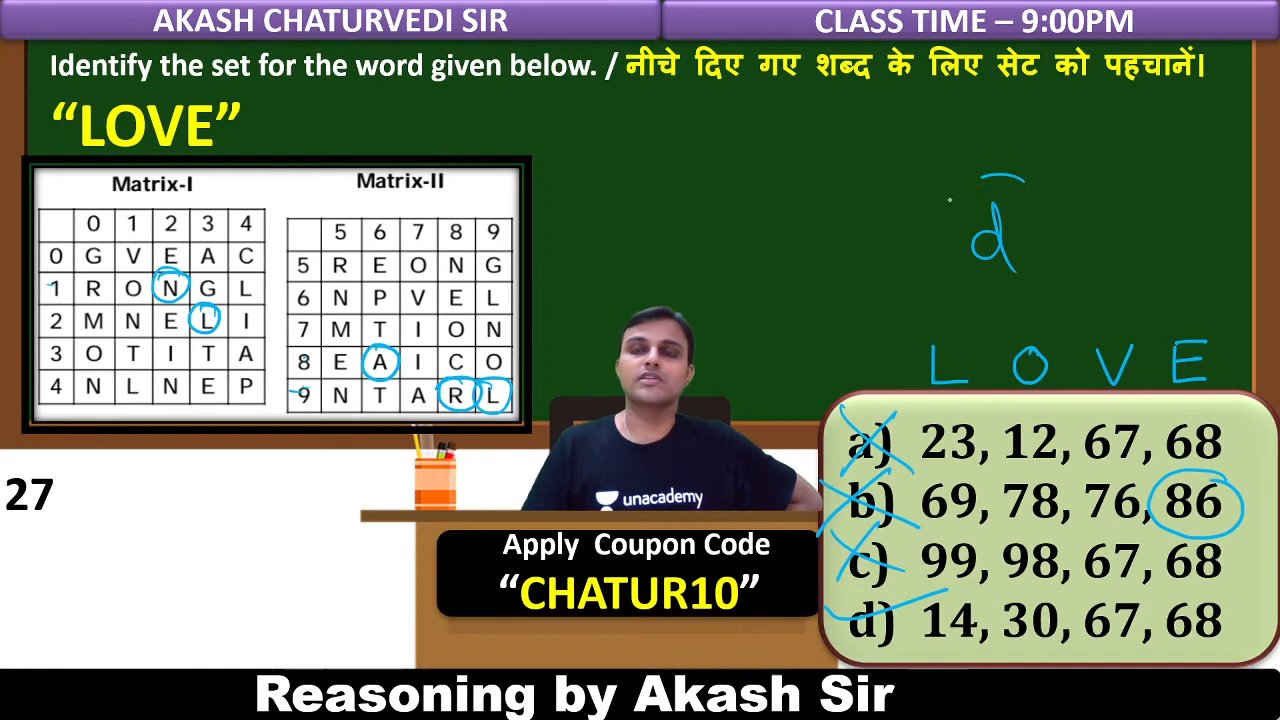 AKASH CHATURVEDI SIR
CLASS TIME – 9:00PM
Identify the set for the word given below. / नीचे दिए गए शब्द के लिए सेट को पहचानें।
“LOVE”
Matrix-I
0 1 2 3 4
0 G V E A C
1 R O N G L
2 M N E L I
3 O T I T A
4 N L N E P
Matrix-II
5 6 7 8 9
5 R E O N G
6 N P V E L
7 M T I O N
8 E A I C O
9 N T A R L
d
L O V E
a) 23, 12, 67, 68
b) 69, 78, 76, 86
c) 99, 98, 67, 68
d) 14, 30, 67, 68
27
unacademy
Apply Coupon Code
“CHATUR10”
Reasoning by Akash Sir